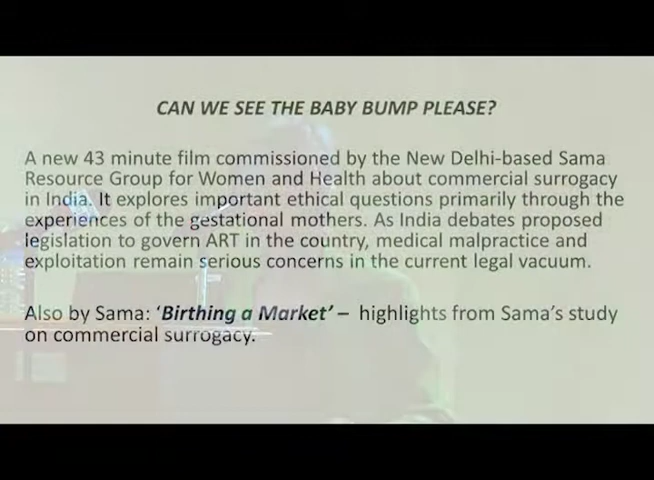 CAN WE SEE THE BABY BUMP PLEASE?
A new 43 minute film commissioned by the New Delhi-based Sama
Resource Group for Women and Health about commercial surrogacy
in India. It explores important ethical questions primarily through the
experiences of the gestational mothers. As India debates proposed
legislation to govern ART in the country, medical malpractice and
exploitation remain serious concerns in the current legal vacuum.
Also by Sama: ‘Birthing a Market’ – highlights from Sama’s study
on commercial surrogacy.